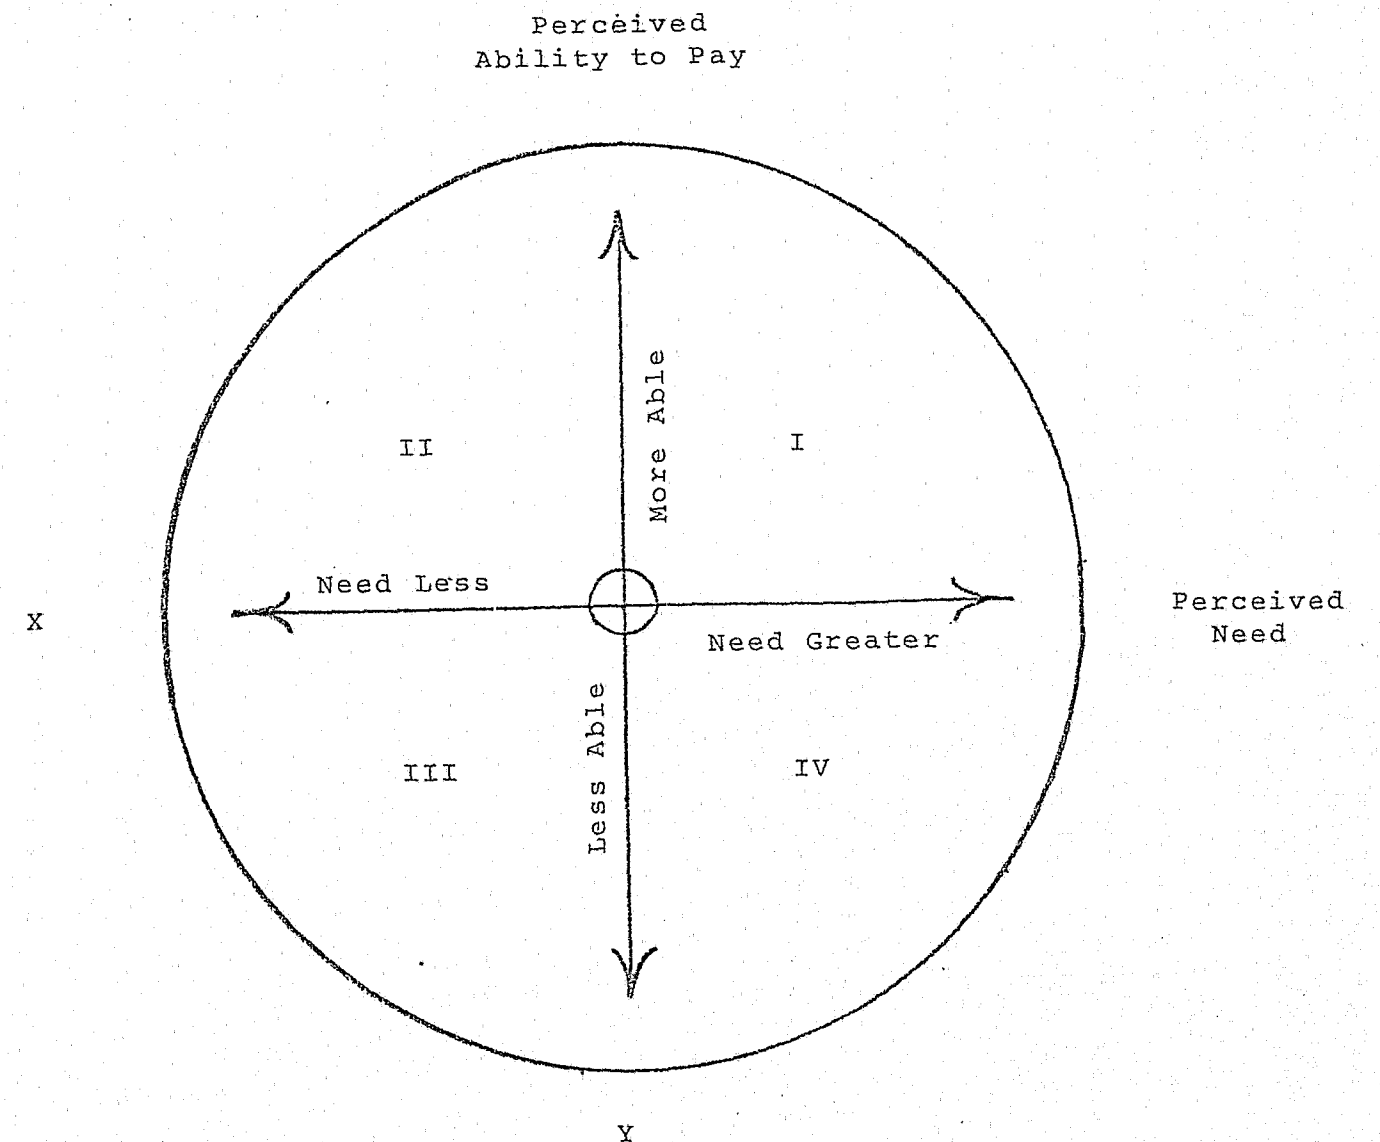 Perceived
Ability to Pay
More Able
II
I
Need Less
X
Perceived
Need
Need Greater
Less Able
III
IV
Y